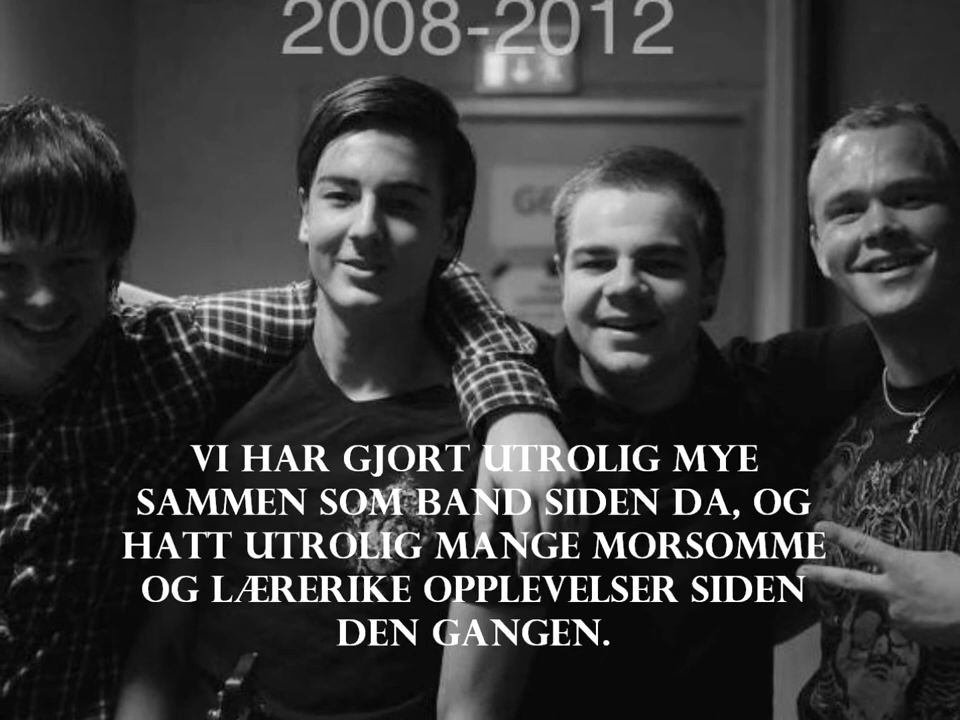 2008-2012
VI HAR GJORT UTROLIG MYE
SAMMEN SOM BAND SIDEN DA, OG
HATT UTROLIG MANGE MORSOMME
OG LÆRERIKE OPPLEVELSER SIDEN
DEN GANGEN.